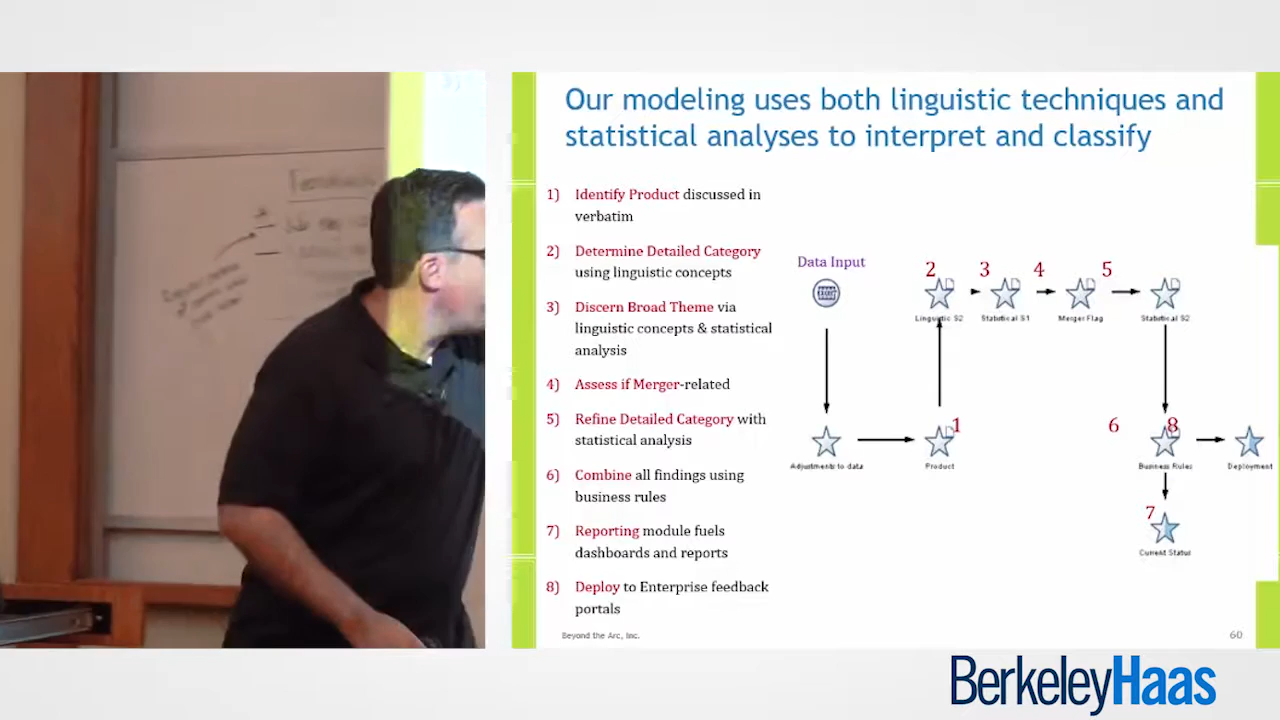 Our modeling uses both linguistic techniques and
statistical analyses to interpret and classify
1) Identify Product discussed in
verbatim
2) Determine Detailed Category
using linguistic concepts
3) Discern Broad Theme via
linguistic concepts & statistical
analysis
4) Assess if Merger-related
5) Refine Detailed Category with
statistical analysis
6) Combine all findings using
business rules
7) Reporting module fuels
dashboards and reports
8) Deploy to Enterprise feedback
portals
Data Input
2 3 4 5
Linguistic S2 Statistical S1 Merger Flag Statistical S2
1 6 8
Adjustments to data Product Business Rules Deployment
7
Current Status
Beyond the Arc, Inc.
60
BerkeleyHaas